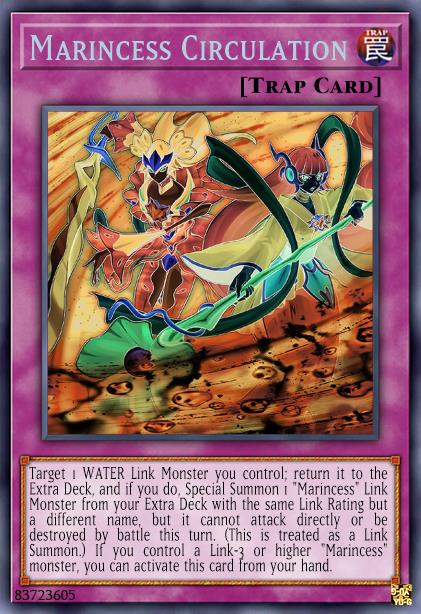 Marincess Circulation
TRAP
罠
[Trap Card]
Target 1 WATER Link Monster you control; return it to the
Extra Deck, and if you do, Special Summon 1 "Marincess" Link
Monster from your Extra Deck with the same Link Rating but
a different name, but it cannot attack directly or be
destroyed by battle this turn. (This is treated as a Link
Summon.) If you control a Link-3 or higher "Marincess"
monster, you can activate this card from your hand.
83723605